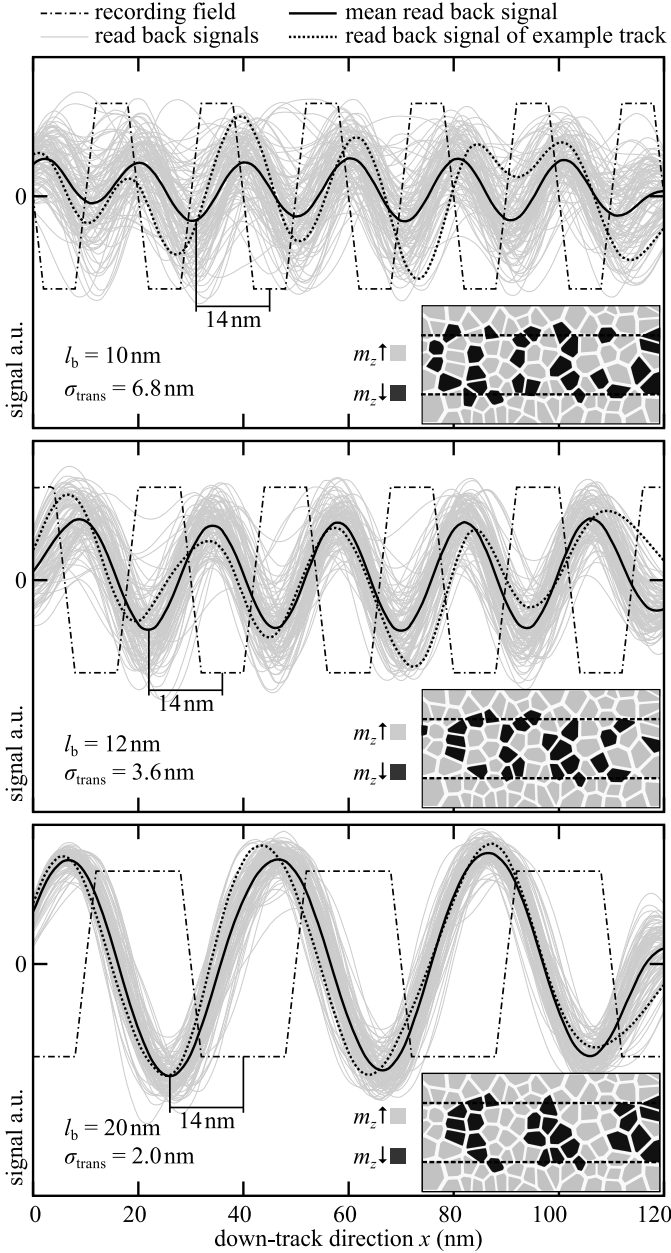 recording field
mean read back signal
read back signals
read back signal of example track
0
14 nm
l_b = 10 nm
σ_trans = 6.8 nm
m_z↑
m_z↓
signal a.u.
0
14 nm
l_b = 12 nm
σ_trans = 3.6 nm
m_z↑
m_z↓
signal a.u.
0
14 nm
l_b = 20 nm
σ_trans = 2.0 nm
m_z↑
m_z↓
signal a.u.
0 20 40 60 80 100 120
down-track direction x (nm)